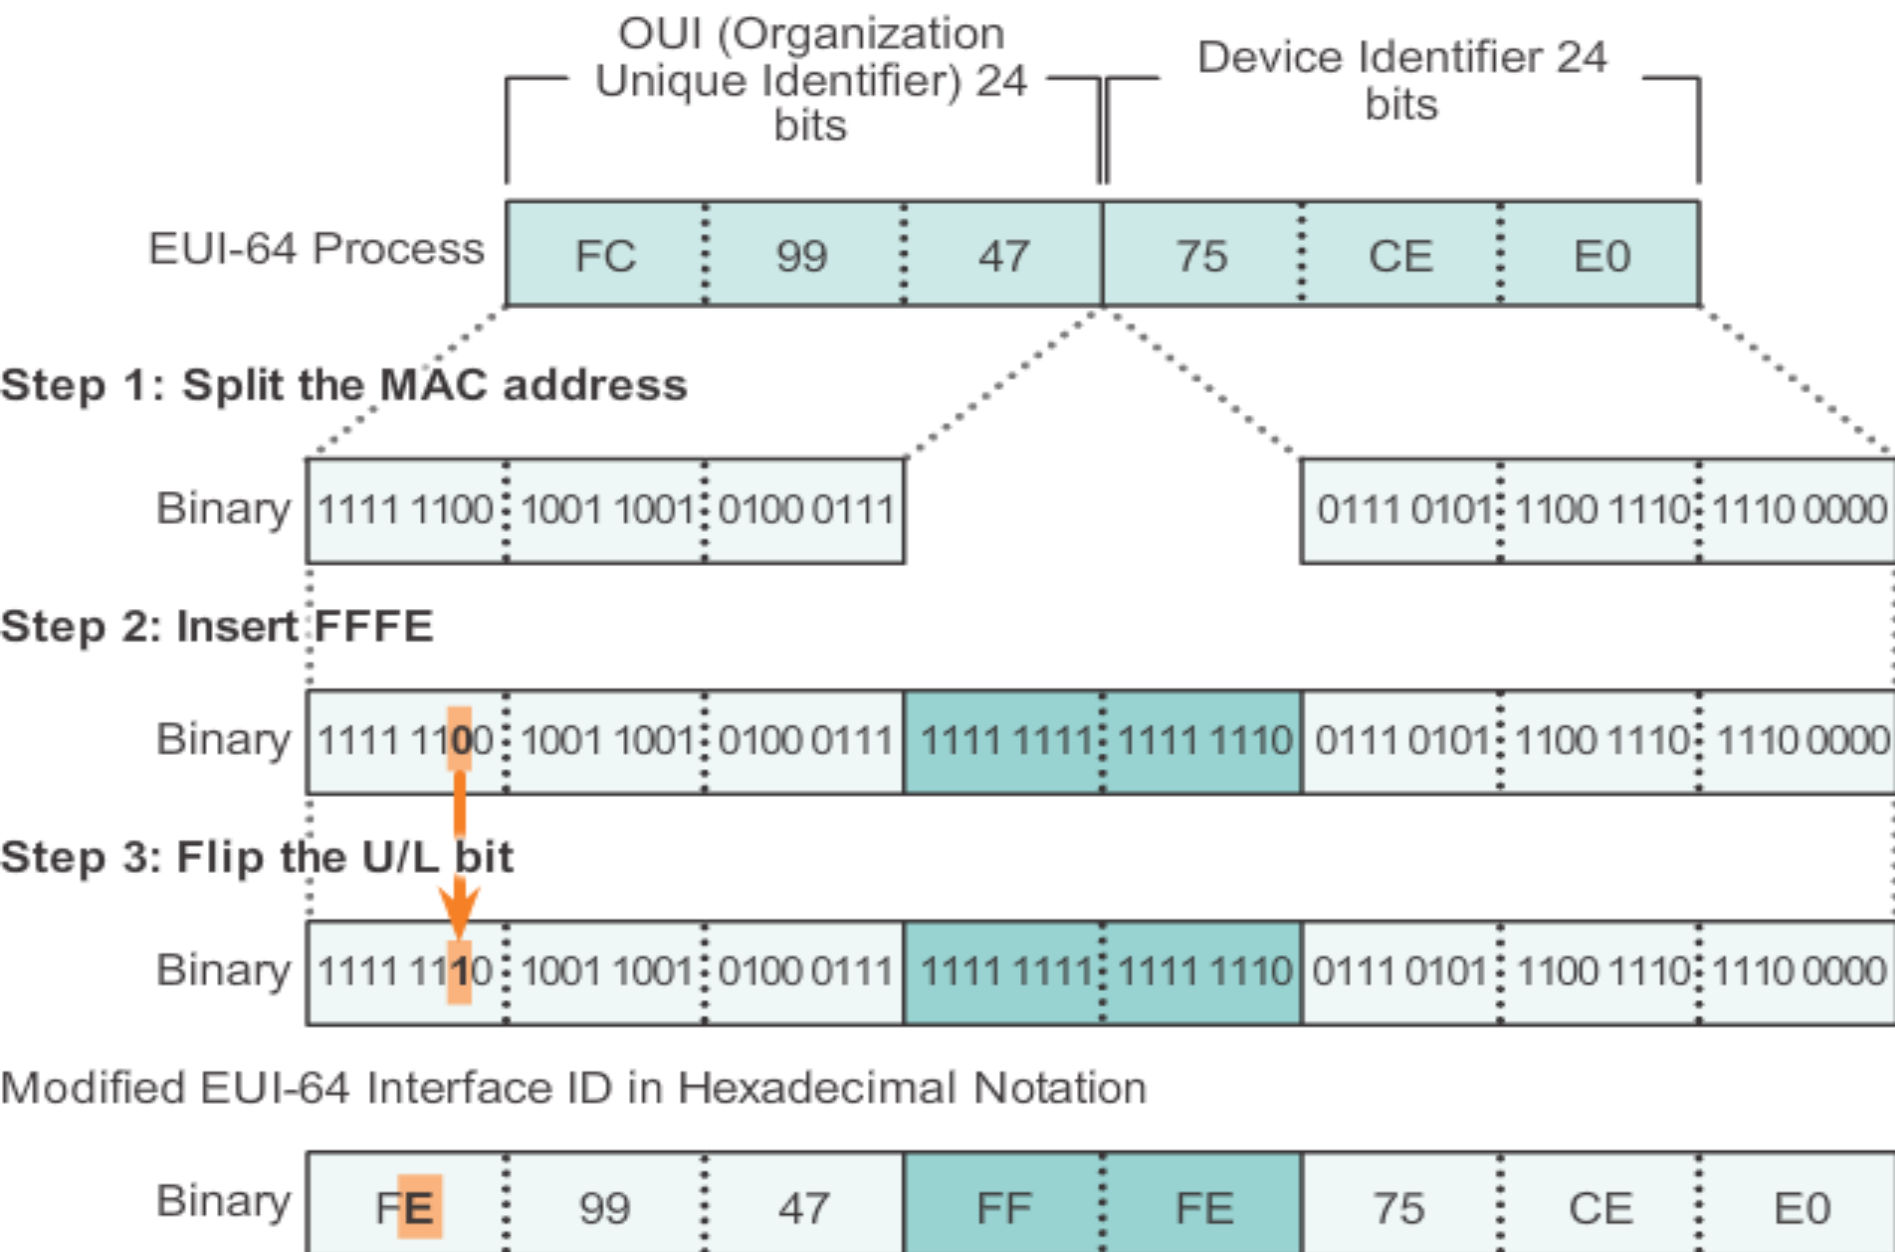 OUI (Organization
Unique Identifier) 24
bits
Device Identifier 24
bits
EUI-64 Process FC 99 47 75 CE E0
Step 1: Split the MAC address
Binary 1111 1100 1001 1001 0100 0111 0111 0101 1100 1110 1110 0000
Step 2: Insert FFFE
Binary 1111 1100 1001 1001 0100 0111 1111 1111 1111 1110 0111 0101 1100 1110 1110 0000
Step 3: Flip the U/L bit
Binary 1111 1110 1001 1001 0100 0111 1111 1111 1111 1110 0111 0101 1100 1110 1110 0000
Modified EUI-64 Interface ID in Hexadecimal Notation
Binary FE 99 47 FF FE 75 CE E0